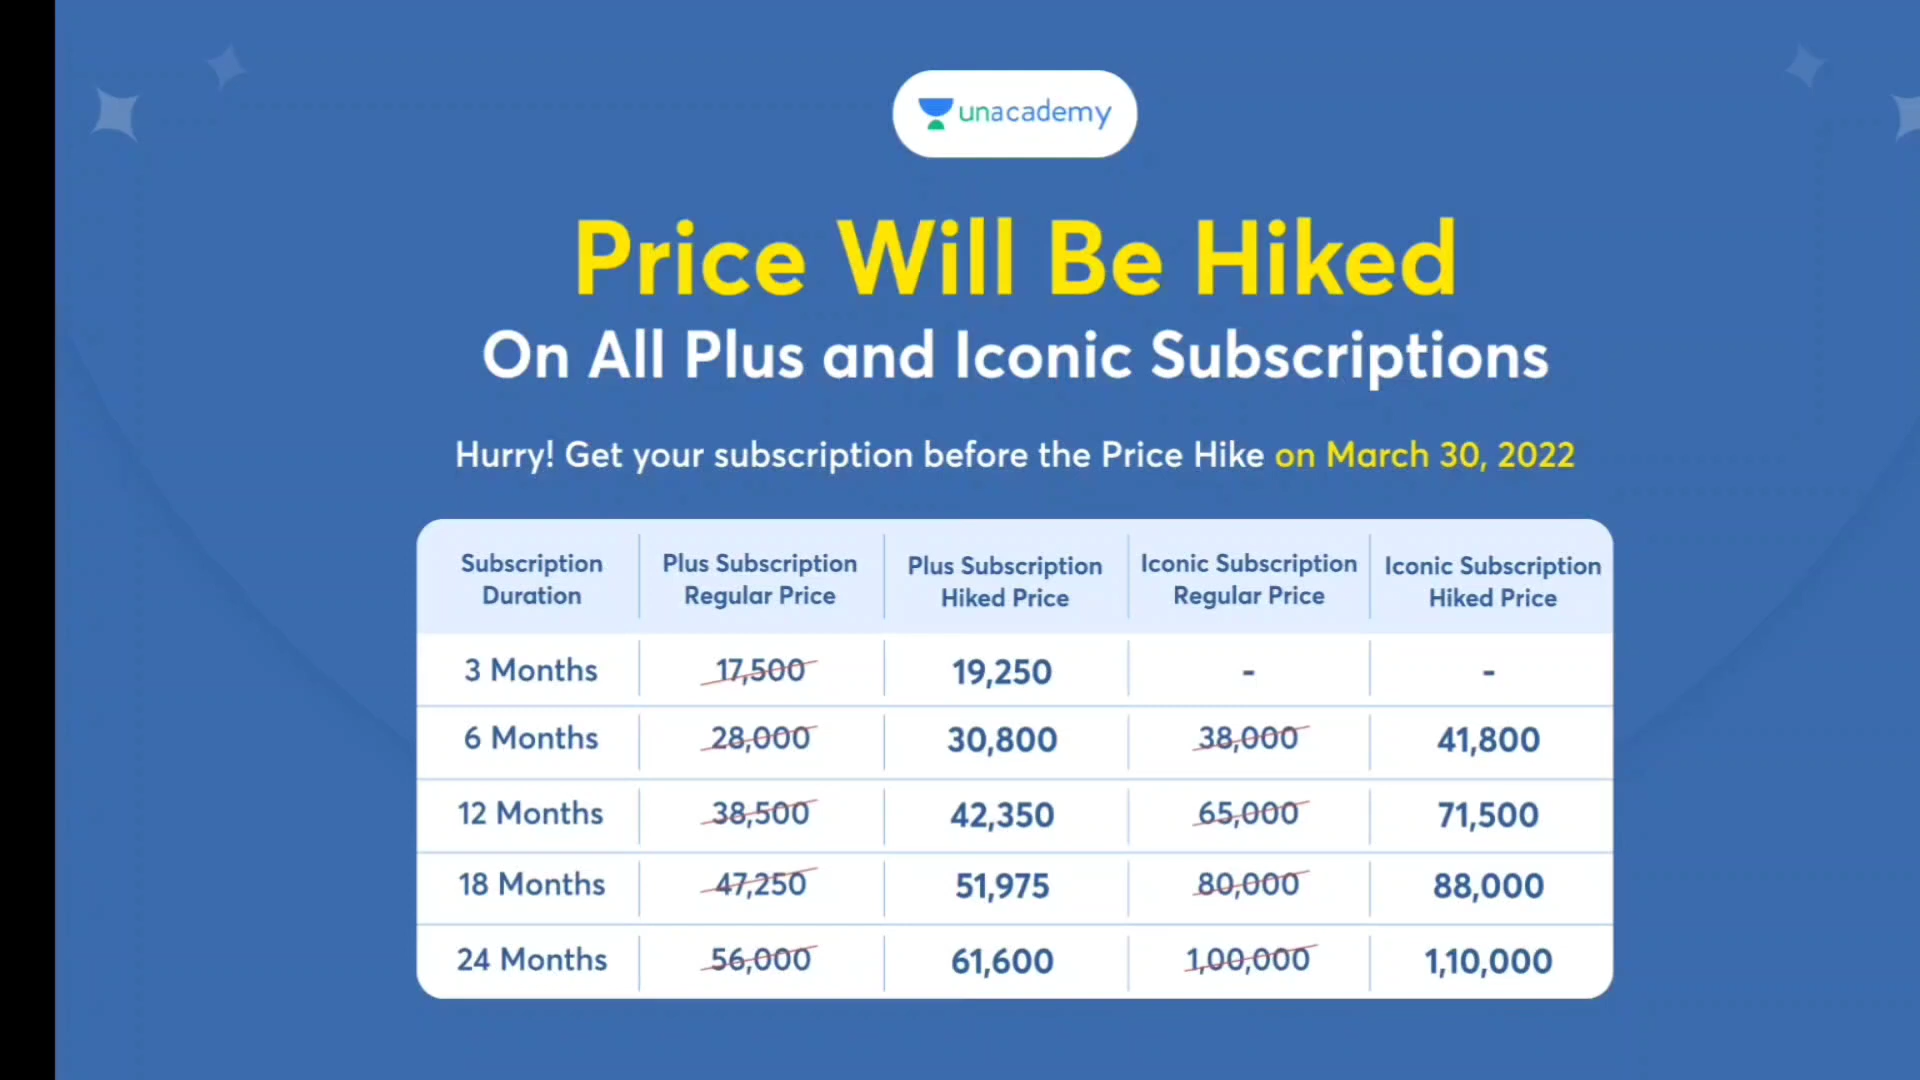 unacademy
Price Will Be Hiked
On All Plus and Iconic Subscriptions
Hurry! Get your subscription before the Price Hike on March 30, 2022
Subscription Duration Plus Subscription Regular Price Plus Subscription Hiked Price Iconic Subscription Regular Price Iconic Subscription Hiked Price
3 Months 17,500 19,250 - -
6 Months 28,000 30,800 38,000 41,800
12 Months 38,500 42,350 65,000 71,500
18 Months 47,250 51,975 80,000 88,000
24 Months 56,000 61,600 1,00,000 1,10,000